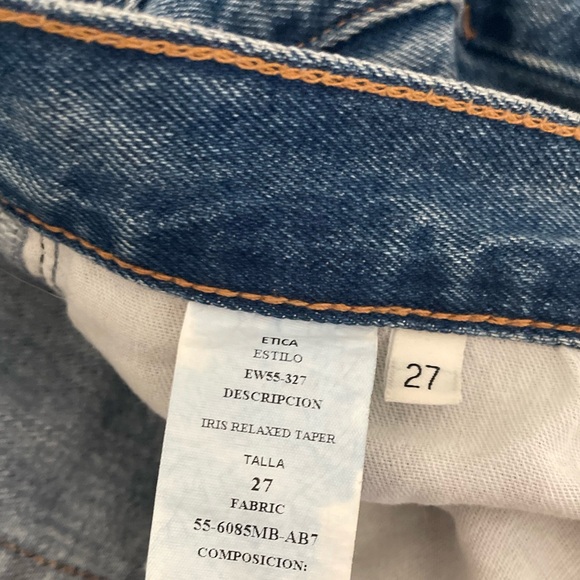 ETICA
ESTILO
EW55-327
DESCRIPCION
IRIS RELAXED TAPER
TALLA
27
FABRIC
55-6085MB-AB7
COMPOSICION:
27